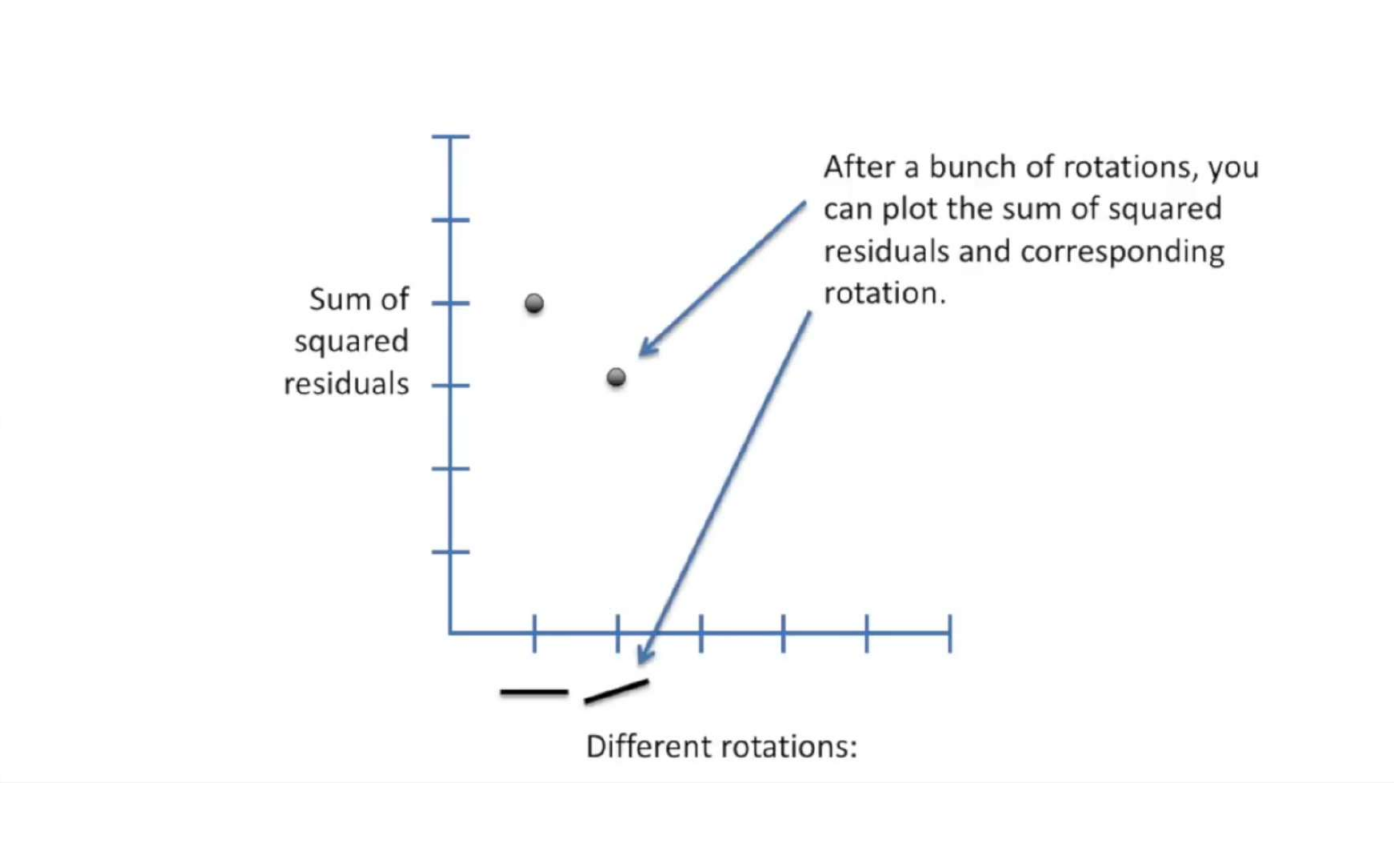 After a bunch of rotations, you
can plot the sum of squared
residuals and corresponding
rotation.
Sum of
squared
residuals
Different rotations: